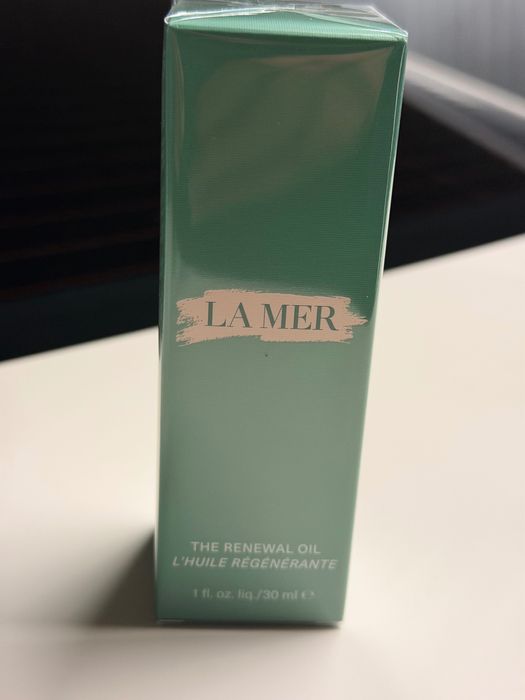 LA MER
THE RENEWAL OIL
L'HUILE RÉGÉNÉRANTE
1 fl. oz. liq./30 ml ℮